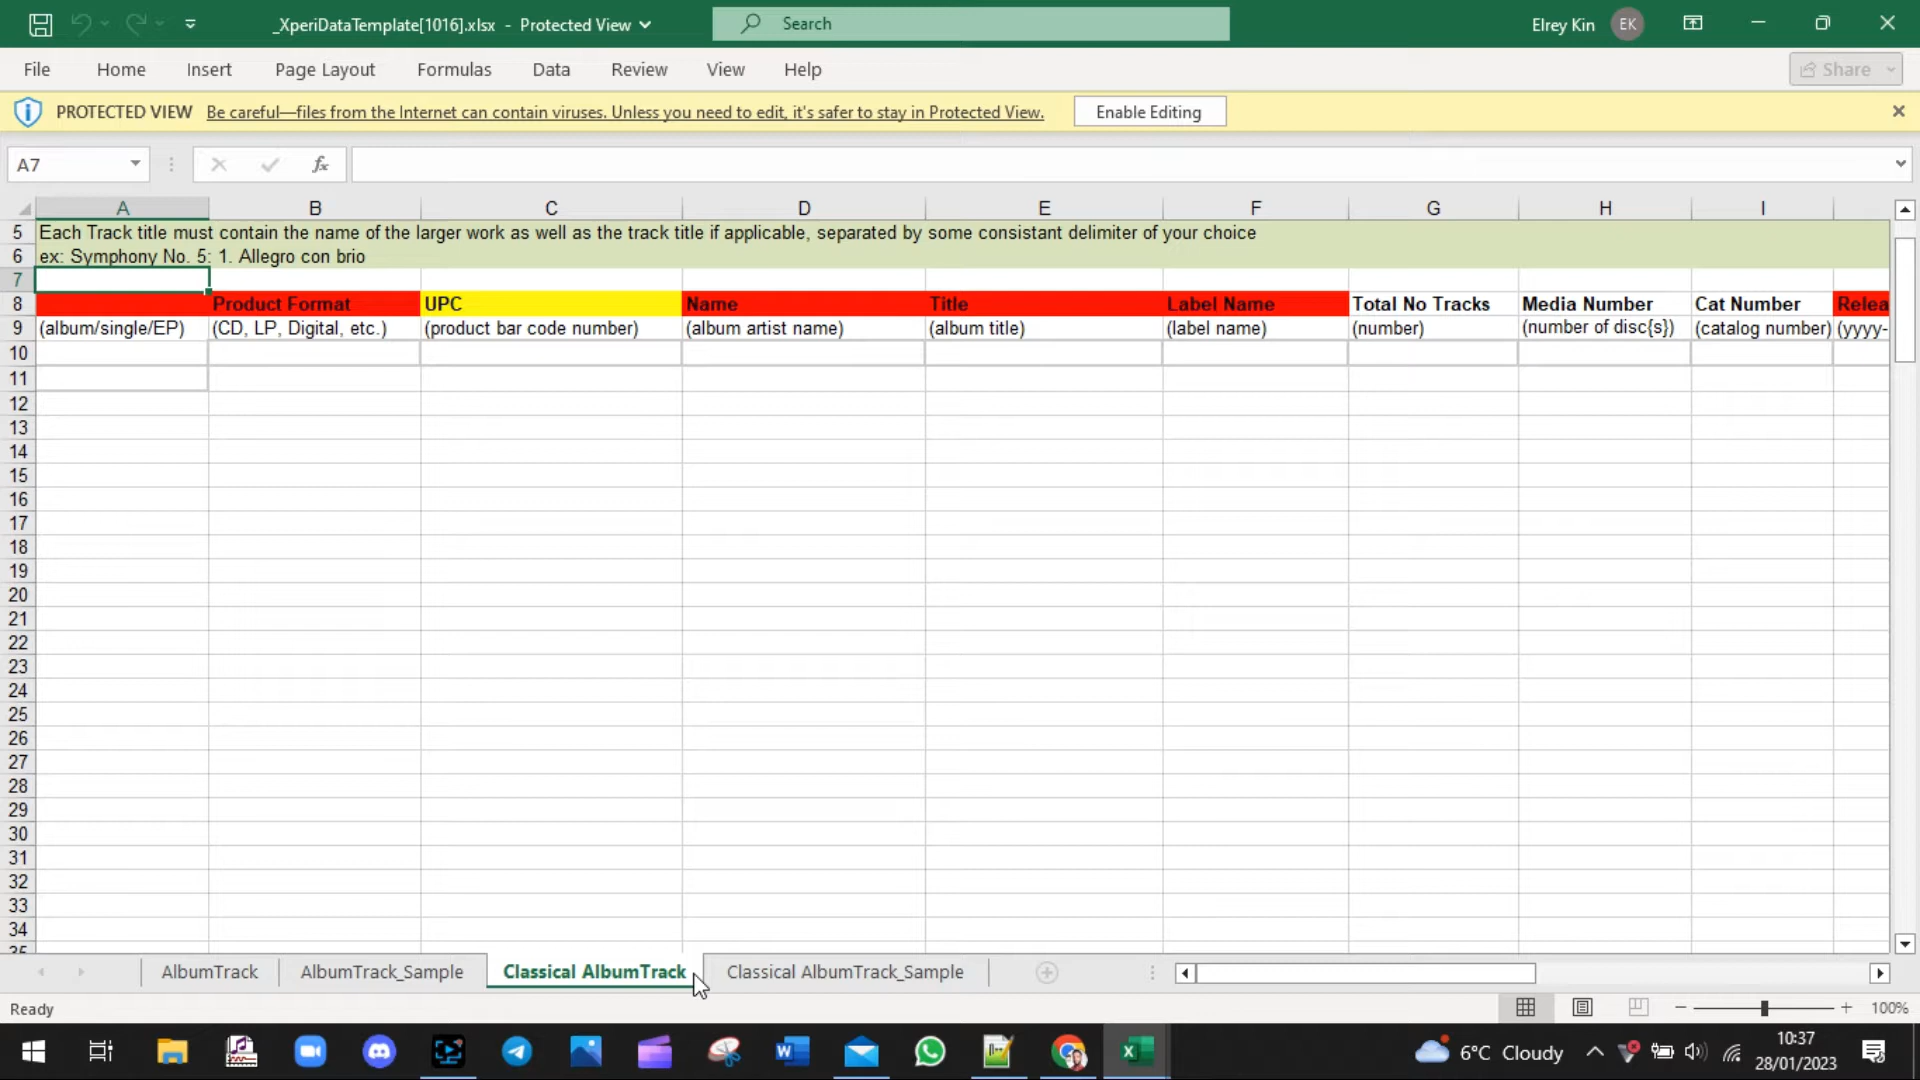 _XperiDataTemplate[1016].xlsx - Protected View
Search
Elrey Kin
EK
File Home Insert Page Layout Formulas Data Review View Help
Share
PROTECTED VIEW Be careful—files from the Internet can contain viruses. Unless you need to edit, it's safer to stay in Protected View.
Enable Editing
A7
fx
A B C D E F G H I
5 Each Track title must contain the name of the larger work as well as the track title if applicable, separated by some consistant delimiter of your choice
6 ex: Symphony No. 5: 1. Allegro con brio
7
8 Product Format UPC Name Title Label Name Total No Tracks Media Number Cat Number Relea
9 (album/single/EP) (CD, LP, Digital, etc.) (product bar code number) (album artist name) (album title) (label name) (number) (number of disc{s}) (catalog number) (yyyy-
10
11
12
13
14
15
16
17
18
19
20
21
22
23
24
25
26
27
28
29
30
31
32
33
34
35
AlbumTrack AlbumTrack_Sample Classical AlbumTrack Classical AlbumTrack_Sample
Ready
100%
6°C Cloudy
10:37
28/01/2023